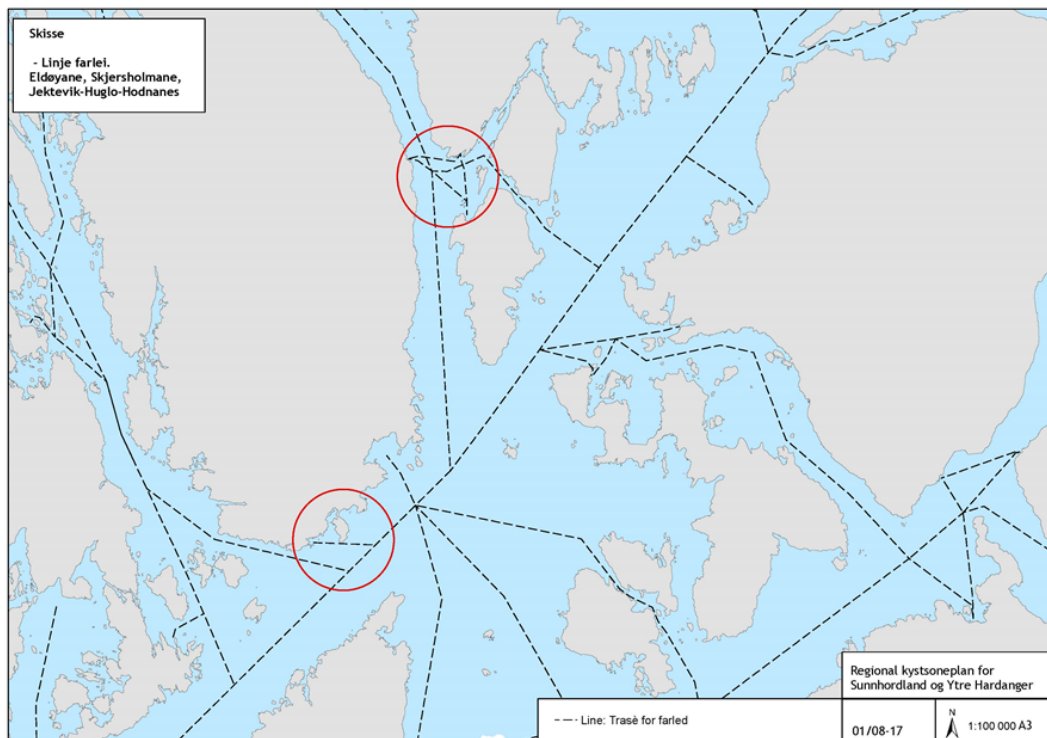 Skisse
- Linje farlei.
Eldøyane, Skjersholmane,
Jektevik-Huglo-Hodnanes
Line: Trasè for farled
Regional kystsoneplan for
Sunnhordland og Ytre Hardanger
01/08-17
N
1:100 000 A3